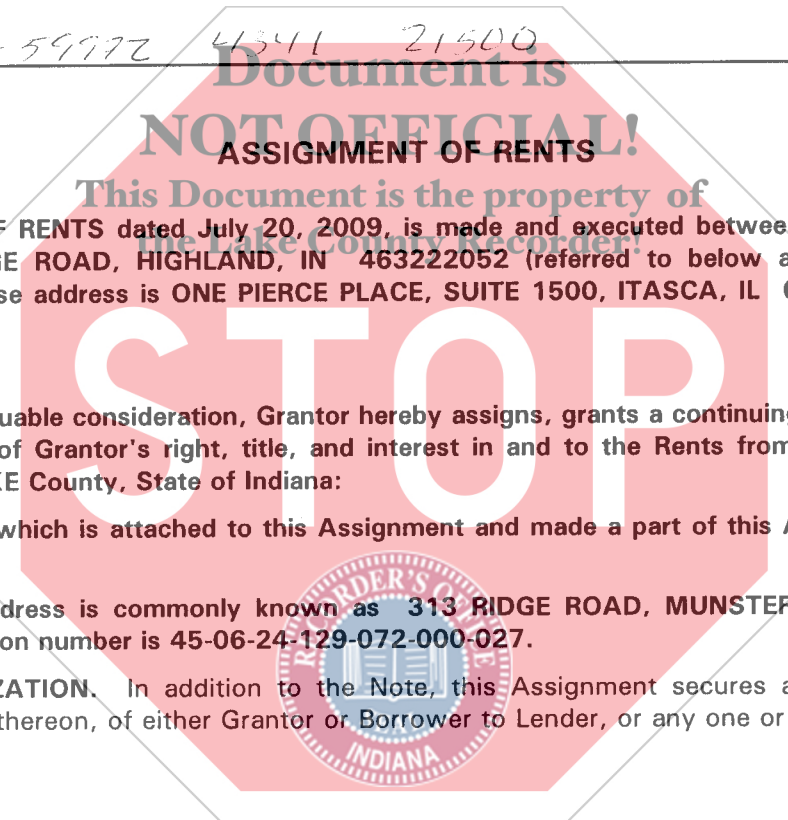 59972 4341 21500
Document is
NOT OFFICIAL!
ASSIGNMENT OF RENTS
This Document is the property of
F RENTS dated July 20, 2009, is made and executed between
the Lake County Recorder!
GE ROAD, HIGHLAND, IN 463222052 (referred to below a
se address is ONE PIERCE PLACE, SUITE 1500, ITASCA, IL
STOP
uable consideration, Grantor hereby assigns, grants a continuing
of Grantor's right, title, and interest in and to the Rents from
KE County, State of Indiana:
which is attached to this Assignment and made a part of this A
RECORDER'S OFFICE
dress is commonly known as 313 RIDGE ROAD, MUNSTER
on number is 45-06-24-129-072-000-027.
ZATION. In addition to the Note, this Assignment secures a
thereon, of either Grantor or Borrower to Lender, or any one or
INDIANA